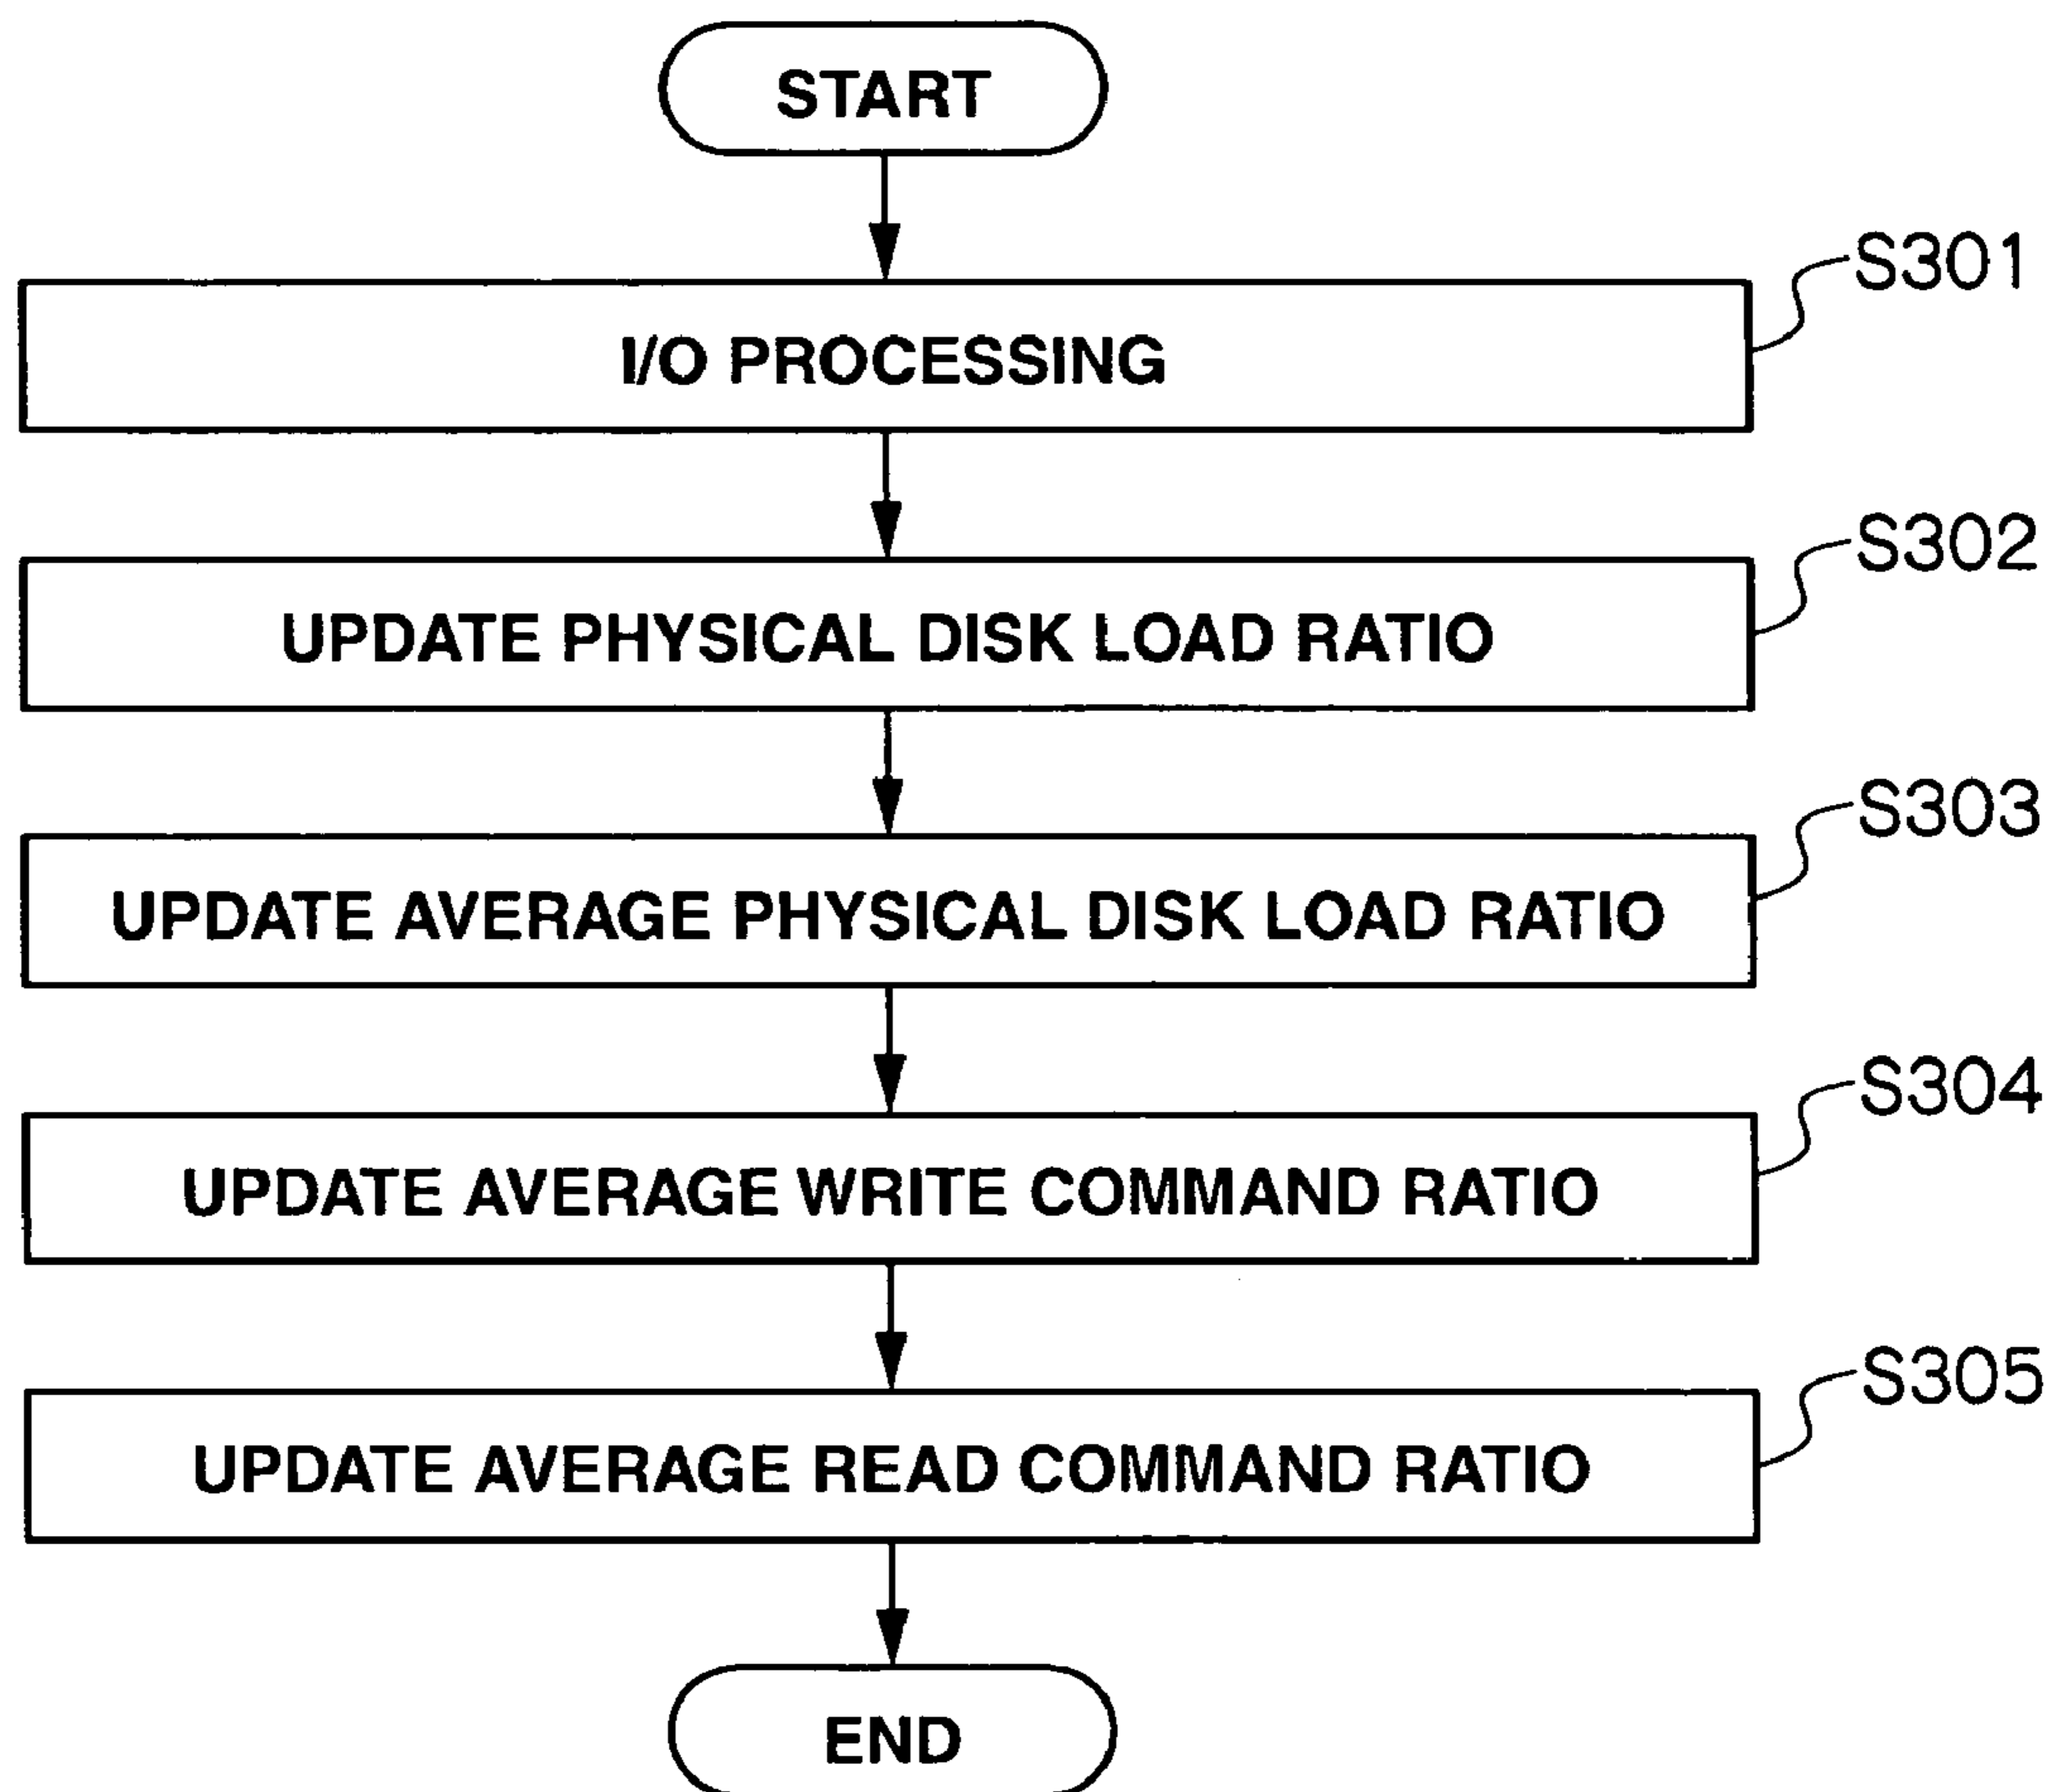 START
S301
I/O PROCESSING
S302
UPDATE PHYSICAL DISK LOAD RATIO
S303
UPDATE AVERAGE PHYSICAL DISK LOAD RATIO
S304
UPDATE AVERAGE WRITE COMMAND RATIO
S305
UPDATE AVERAGE READ COMMAND RATIO
END